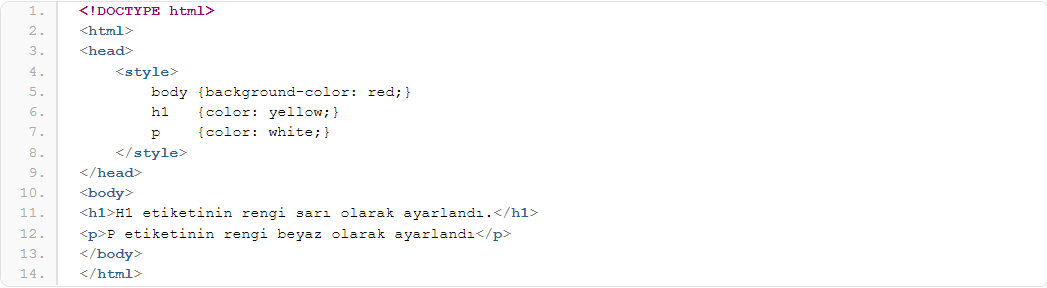 1. <!DOCTYPE html>
2. <html>
3. <head>
4.     <style>
5.         body {background-color: red;}
6.         h1   {color: yellow;}
7.         p    {color: white;}
8.     </style>
9. </head>
10. <body>
11. <h1>H1 etiketinin rengi sarı olarak ayarlandı.</h1>
12. <p>P etiketinin rengi beyaz olarak ayarlandı</p>
13. </body>
14. </html>